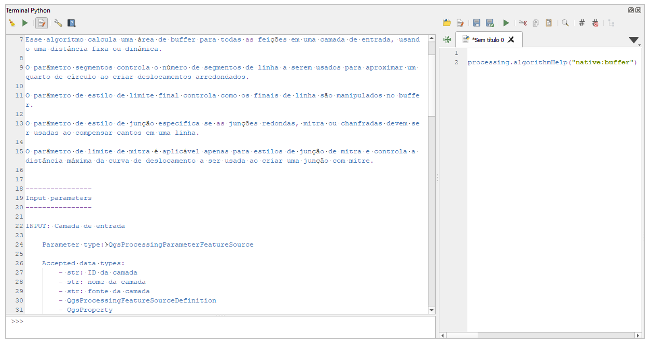 Terminal Python
*Sem título 0
7 Esse·algoritmo·calcula·uma·área·de·buffer·para·todas·as·feições·em·uma·camada·de·entrada,·usand
o·uma·distância·fixa·ou·dinâmica.
8
9 O·parâmetro·segmentos·controla·o·número·de·segmentos·de·linha·a·serem·usados·para·aproximar·um·
quarto·de·círculo·ao·criar·deslocamentos·arredondados.
10
11 O·parâmetro·de·estilo·de·limite·final·controla·como·os·finais·de·linha·são·manipulados·no·buffe
r.
12
13 O·parâmetro·de·estilo·de·junção·especifica·se·as·junções·redondas,·mitra·ou·chanfradas·devem·se
r·usadas·ao·compensar·cantos·em·uma·linha.
14
15 O·parâmetro·de·limite·de·mitra·é·aplicável·apenas·para·estilos·de·junção·de·mitra·e·controla·a·
distância·máxima·da·curva·de·deslocamento·a·ser·usada·ao·criar·uma·junção·com·mitre.
16
17
18 ----------------
19 Input·parameters
20 ----------------
21
22 INPUT:·Camada·de·entrada
23
24 Parameter·type:→QgsProcessingParameterFeatureSource
25
26 Accepted·data·types:
27 -·str:·ID·da·camada
28 -·str:·nome·da·camada
29 -·str:·fonte·da·camada
30 -·QgsProcessingFeatureSourceDefinition
31 -·QgsProperty
>>>
1
2 processing.algorithmHelp("native:buffer")